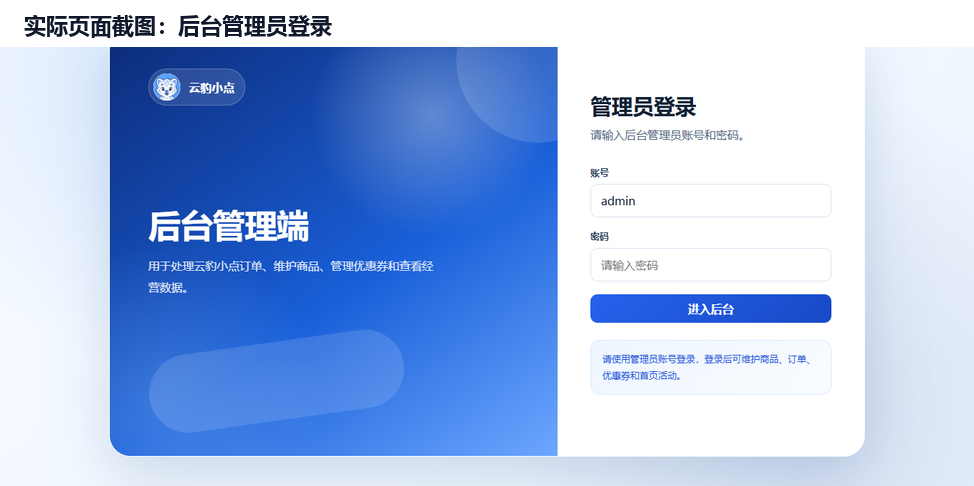 实际页面截图：后台管理员登录
云豹小点
后台管理端
用于处理云豹小点订单、维护商品、管理优惠券和查看经
营数据。
管理员登录
请输入后台管理员账号和密码。
账号
admin
密码
请输入密码
进入后台
请使用管理员账号登录，登录后可维护商品、订单、
优惠券和首页活动。